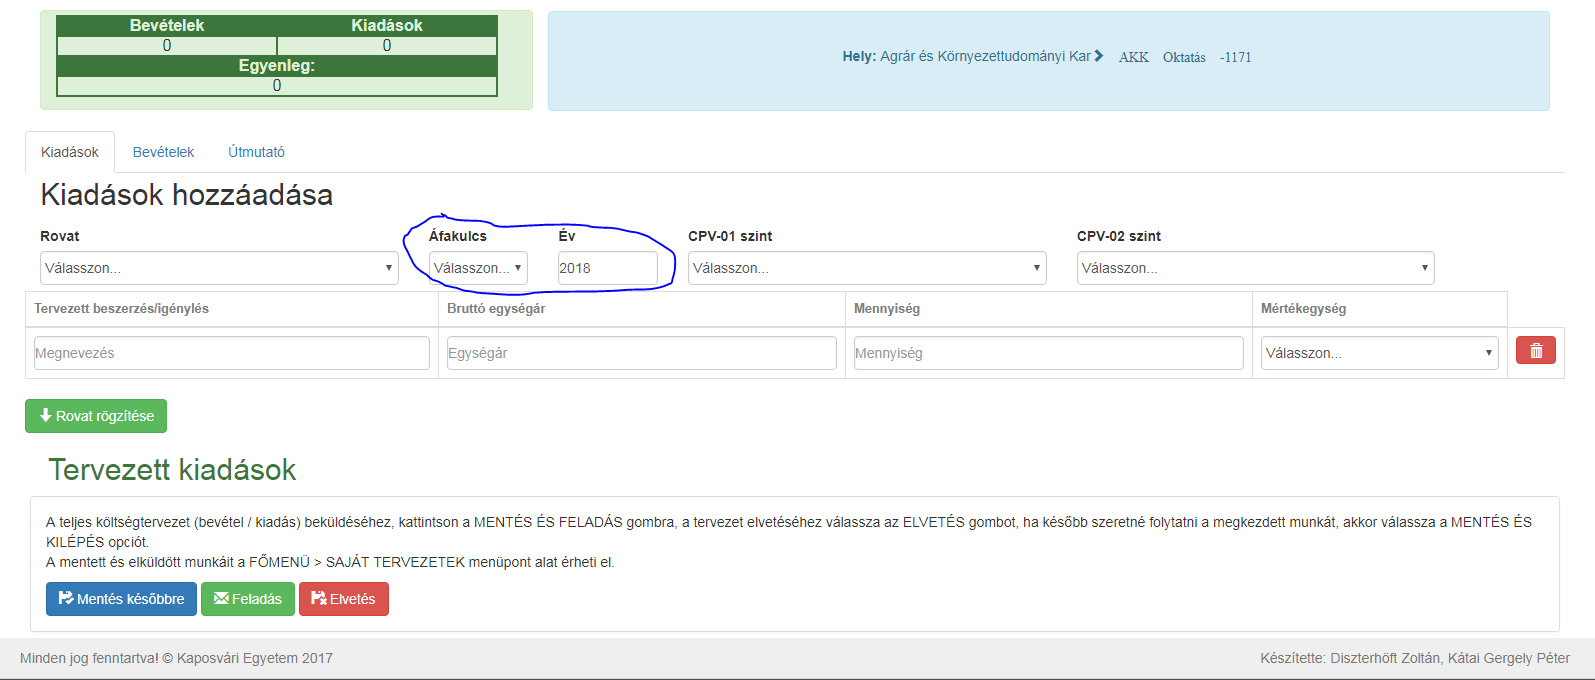 Bevételek Kiadások
0 0
Egyenleg:
0
Hely: Agrár és Környezettudományi Kar AKK Oktatás -1171
Kiadások Bevételek Útmutató
Kiadások hozzáadása
Rovat Áfakulcs Év CPV-01 szint CPV-02 szint
Válasszon... Válasszon... 2018 Válasszon... Válasszon...
Tervezett beszerzés/igénylés Bruttó egységár Mennyiség Mértékegység
Megnevezés Egységár Mennyiség Válasszon...
Rovat rögzítése
Tervezett kiadások
A teljes költségtervezet (bevétel / kiadás) beküldéséhez, kattintson a MENTÉS ÉS FELADÁS gombra, a tervezet elvetéséhez válassza az ELVETÉS gombot, ha később szeretné folytatni a megkezdett munkát, akkor válassza a MENTÉS ÉS
KILÉPÉS opciót.
A mentett és elküldött munkáit a FŐMENÜ > SAJÁT TERVEZETEK menüpont alat érheti el.
Mentés későbbre Feladás Elvetés
Minden jog fenntartva! © Kaposvári Egyetem 2017 Készítette: Diszterhöft Zoltán, Kátai Gergely Péter